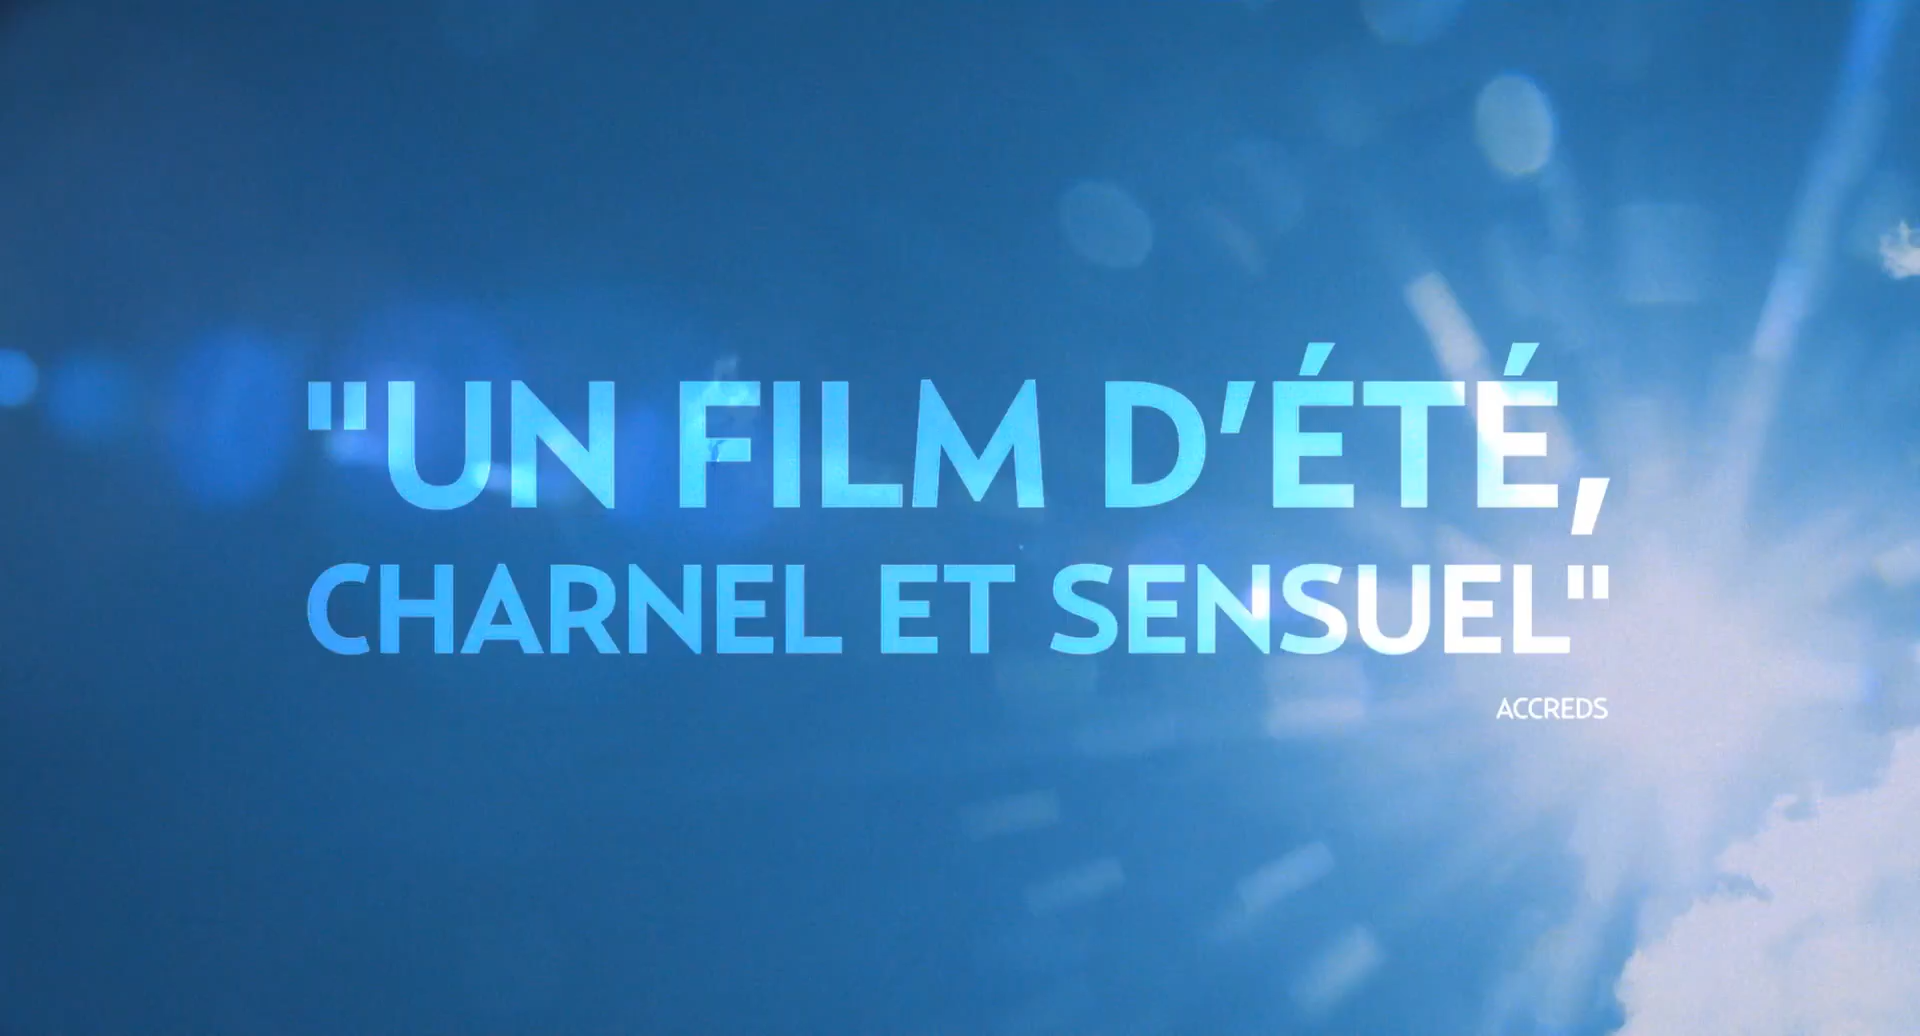 "UN FILM D’ÉTÉ,
CHARNEL ET SENSUEL"
ACCREDS